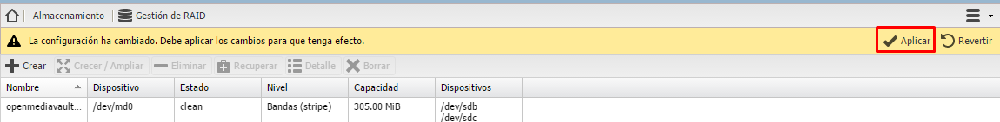 Almacenamiento Gestión de RAID
La configuración ha cambiado. Debe aplicar los cambios para que tenga efecto. Aplicar Revertir
Crear Crecer / Ampliar Eliminar Recuperar Detalle Borrar
Nombre Dispositivo Estado Nivel Capacidad Dispositivos
openmediavault... /dev/md0 clean Bandas (stripe) 305.00 MiB /dev/sdb
/dev/sdc